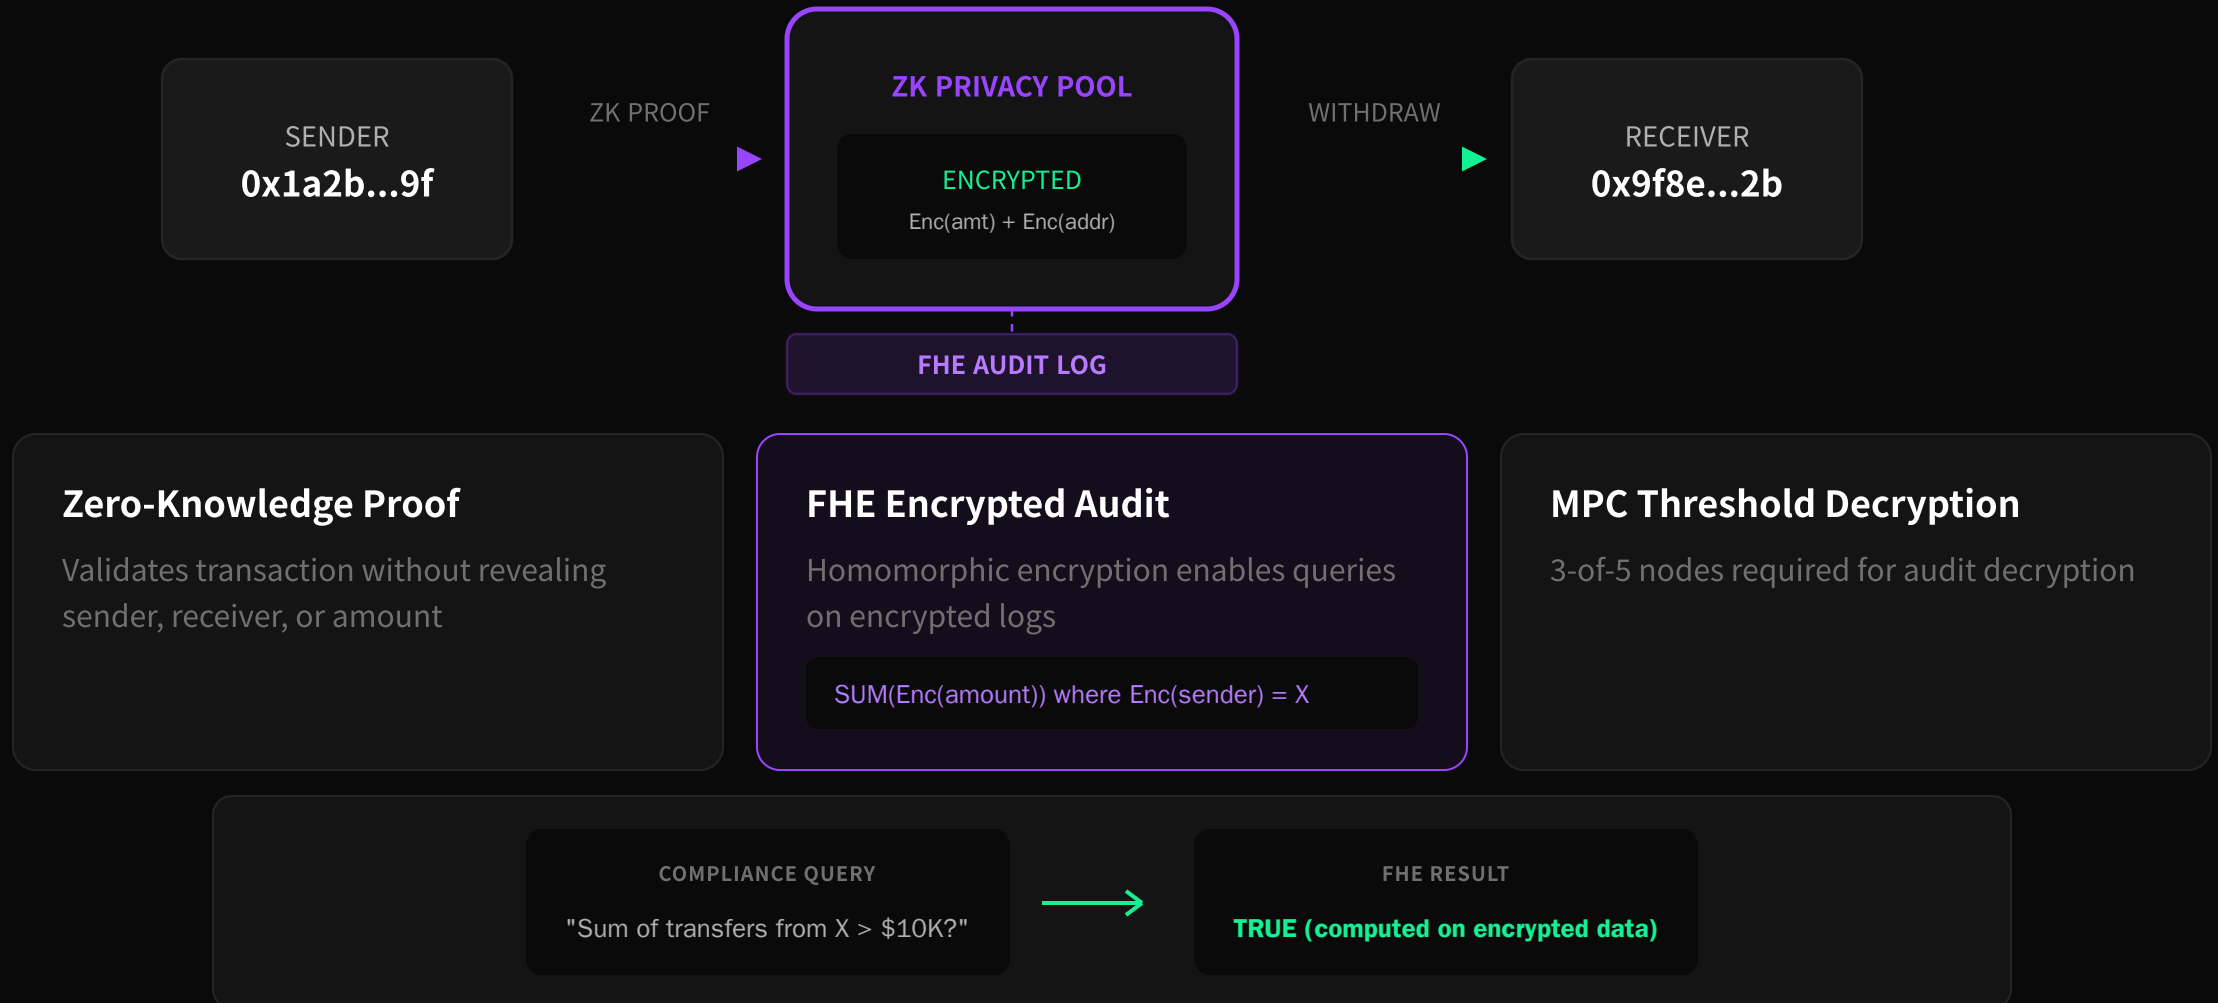 SENDER
0x1a2b...9f
ZK PROOF
ZK PRIVACY POOL
ENCRYPTED
Enc(amt) + Enc(addr)
WITHDRAW
RECEIVER
0x9f8e...2b
FHE AUDIT LOG
Zero-Knowledge Proof
Validates transaction without revealing
sender, receiver, or amount
FHE Encrypted Audit
Homomorphic encryption enables queries
on encrypted logs
SUM(Enc(amount)) where Enc(sender) = X
MPC Threshold Decryption
3-of-5 nodes required for audit decryption
COMPLIANCE QUERY
"Sum of transfers from X > $10K?"
FHE RESULT
TRUE (computed on encrypted data)